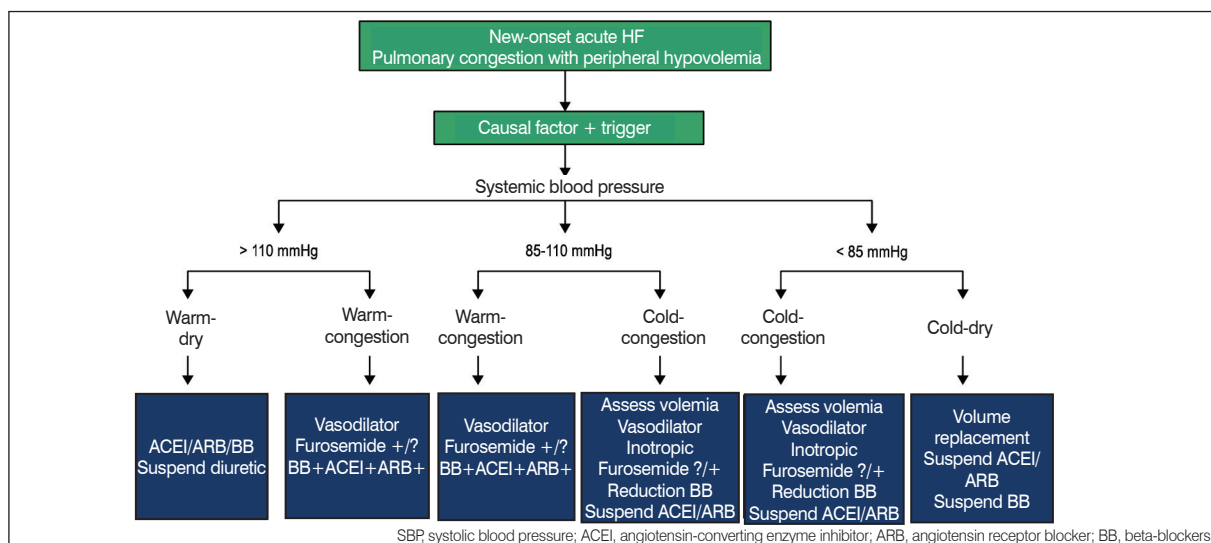 New-onset acute HF
Pulmonary congestion with peripheral hypovolemia
Causal factor + trigger
Systemic blood pressure
> 110 mmHg
85-110 mmHg
< 85 mmHg
Warm-
dry
Warm-
congestion
Warm-
congestion
Cold-
congestion
Cold-
congestion
Cold-dry
ACEI/ARB/BB
Suspend diuretic
Vasodilator
Furosemide +/?
BB+ACEI+ARB+
Vasodilator
Furosemide +/?
BB+ACEI+ARB+
Assess volemia
Vasodilator
Inotropic
Furosemide ?/+
Reduction BB
Suspend ACEI/ARB
Assess volemia
Vasodilator
Inotropic
Furosemide ?/+
Reduction BB
Suspend ACEI/ARB
Volume
replacement
Suspend ACEI/
ARB
Suspend BB
SBP, systolic blood pressure; ACEI, angiotensin-converting enzyme inhibitor; ARB, angiotensin receptor blocker; BB, beta-blockers